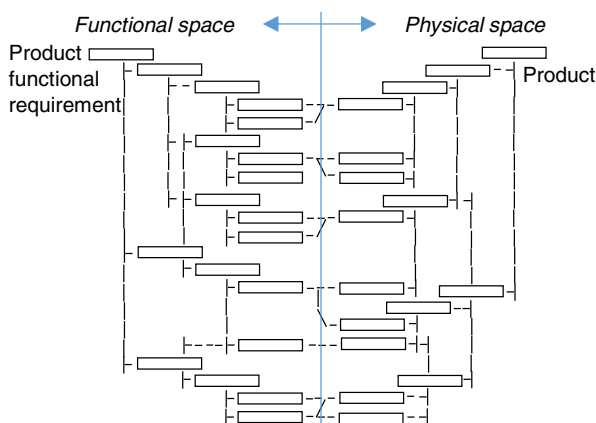 Functional space
Physical space
Product
functional
requirement
Product